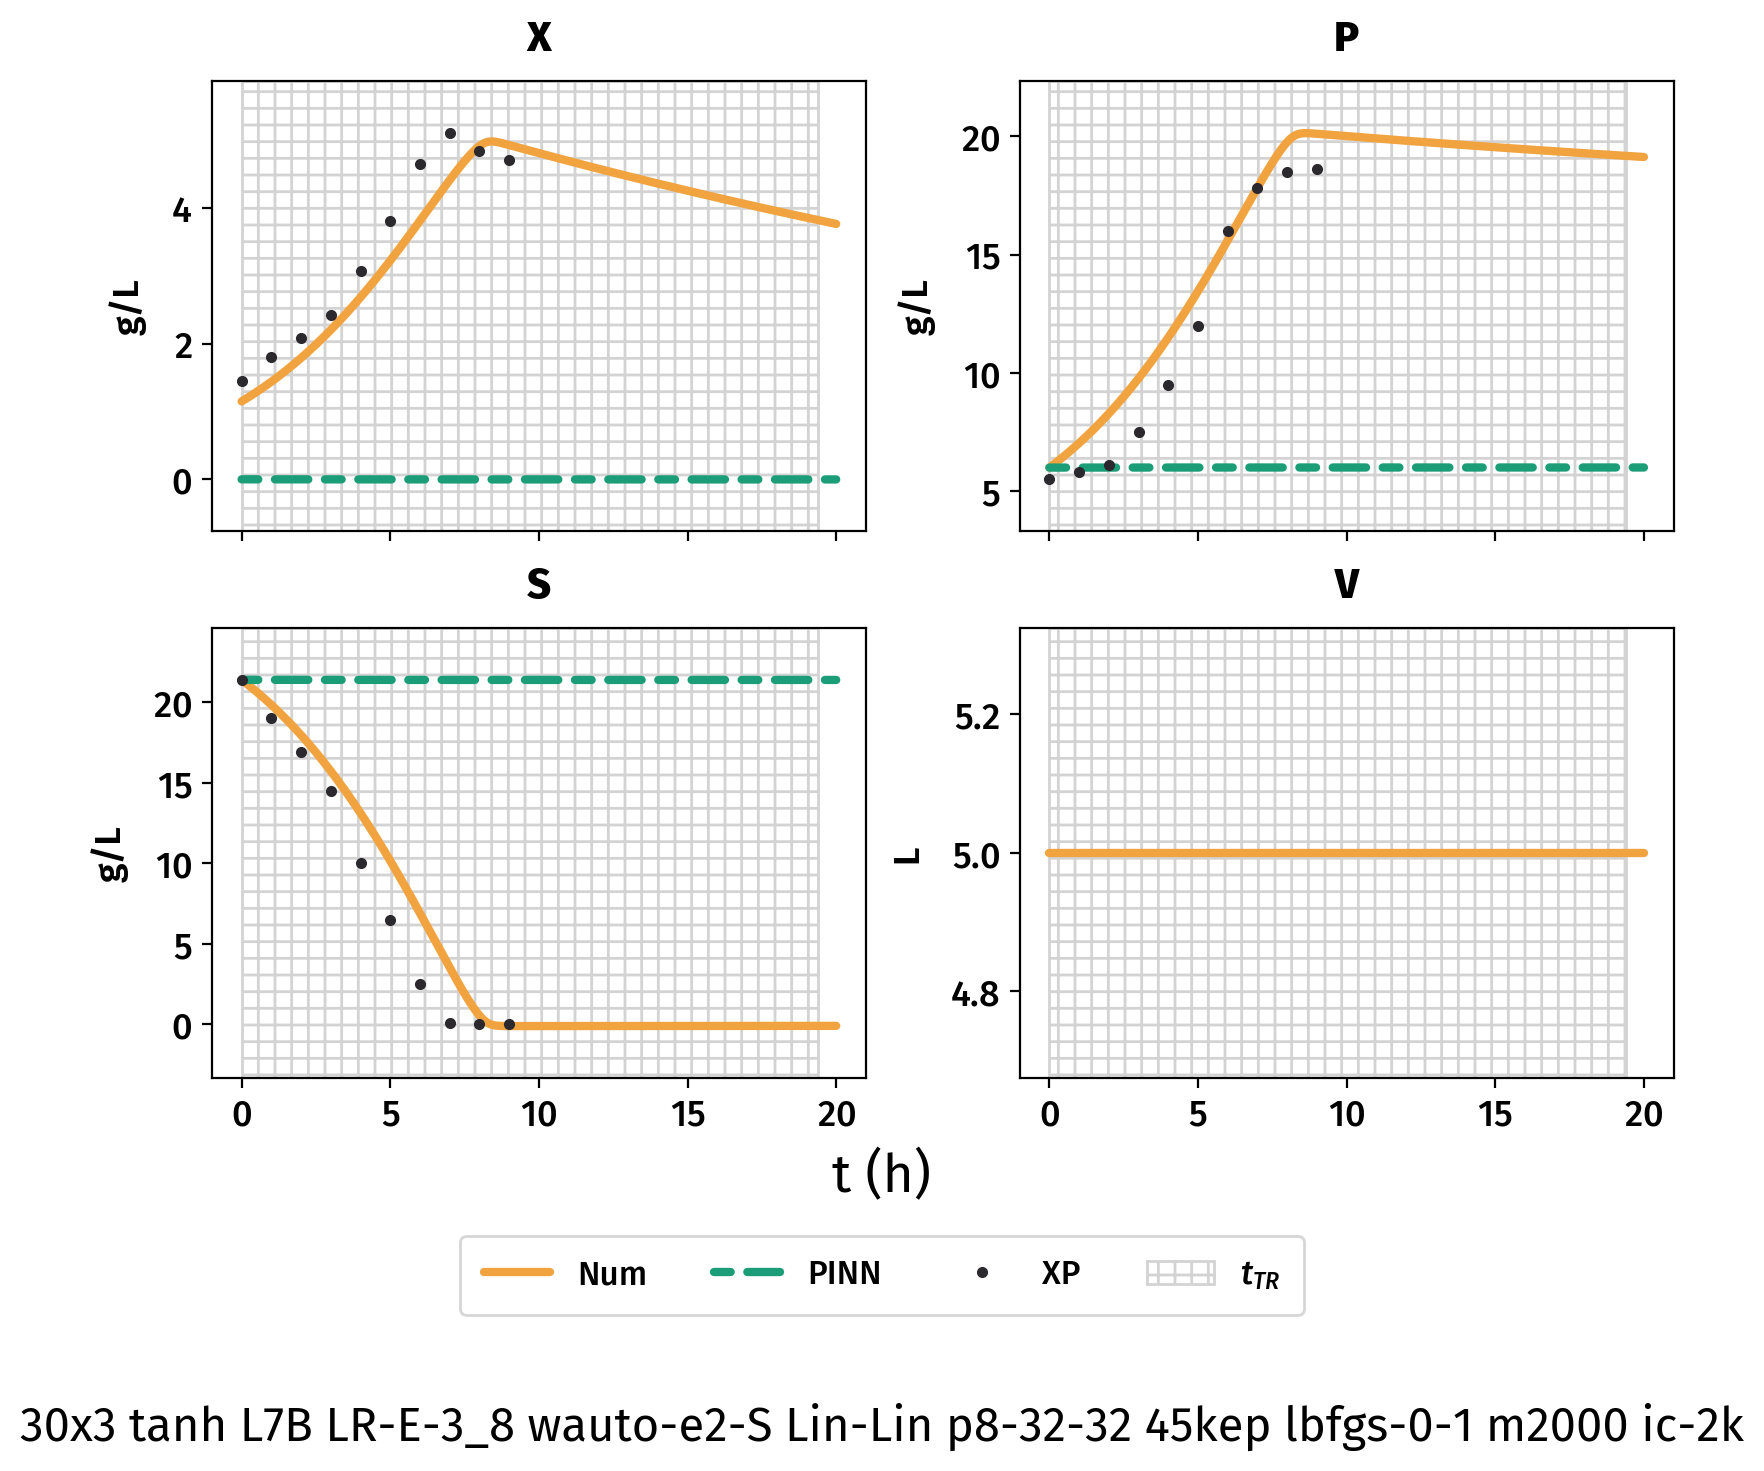 X
P
g/L
4
2
0
g/L
20
15
10
5
S
V
g/L
20
15
10
5
0
L
5.2
5.0
4.8
0 5 10 15 20
0 5 10 15 20
t (h)
Num PINN XP tTR
30x3 tanh L7B LR-E-3_8 wauto-e2-S Lin-Lin p8-32-32 45kep lbfgs-0-1 m2000 ic-2k